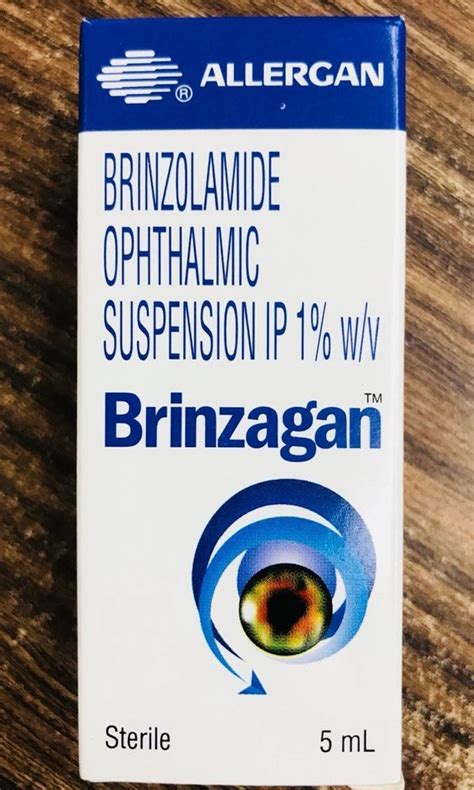 ® ALLERGAN
BRINZOLAMIDE
OPHTHALMIC
SUSPENSION IP 1% w/v
Brinzagan™
Sterile 5 mL